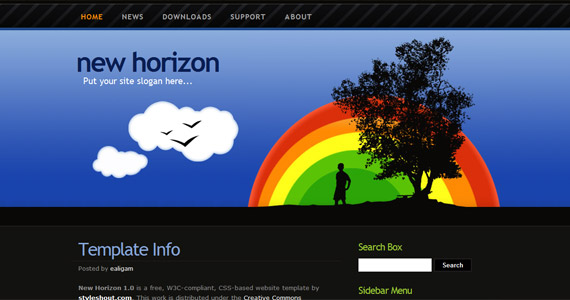 HOME NEWS DOWNLOADS SUPPORT ABOUT
new horizon
Put your site slogan here...
Template Info
Posted by ealigam
New Horizon 1.0 is a free, W3C-compliant, CSS-based website template by
styleshout.com. This work is distributed under the Creative Commons
Search Box
Search
Sidebar Menu